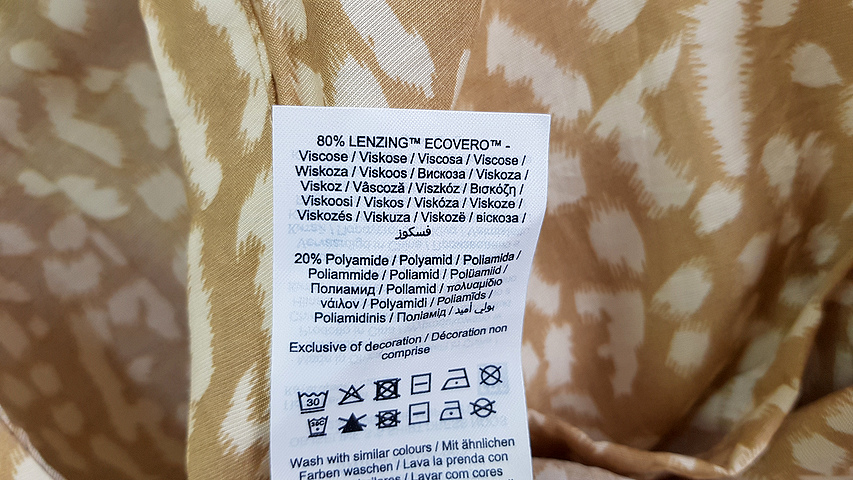 80% LENZING™ ECOVERO™ -
Viscose / Viskose / Viscosa / Viscose /
Wiskoza / Viskoos / Вискоза / Viskoza /
Viskoz / Vâscoză / Viszkóz / Βισκόζη /
Viskoosi / Viskos / Viskóza / Viskoze /
Viskozės / Viskuza / Viskozë / віскоза /
فسكوز
20% Polyamide / Polyamid / Poliamida /
Poliammide / Poliamid / Polüamiid /
Полиамид / Poliamid / πολυαμίδιο
νάιλον / Polyamidi / Poliamīds /
Poliamidinis / Поліамід / بولي أميد
Exclusive of decoration / Décoration non
comprise
30
Wash with similar colours / Mit ähnlichen
Farben waschen / Lava la prenda con
/ Lavar com cores